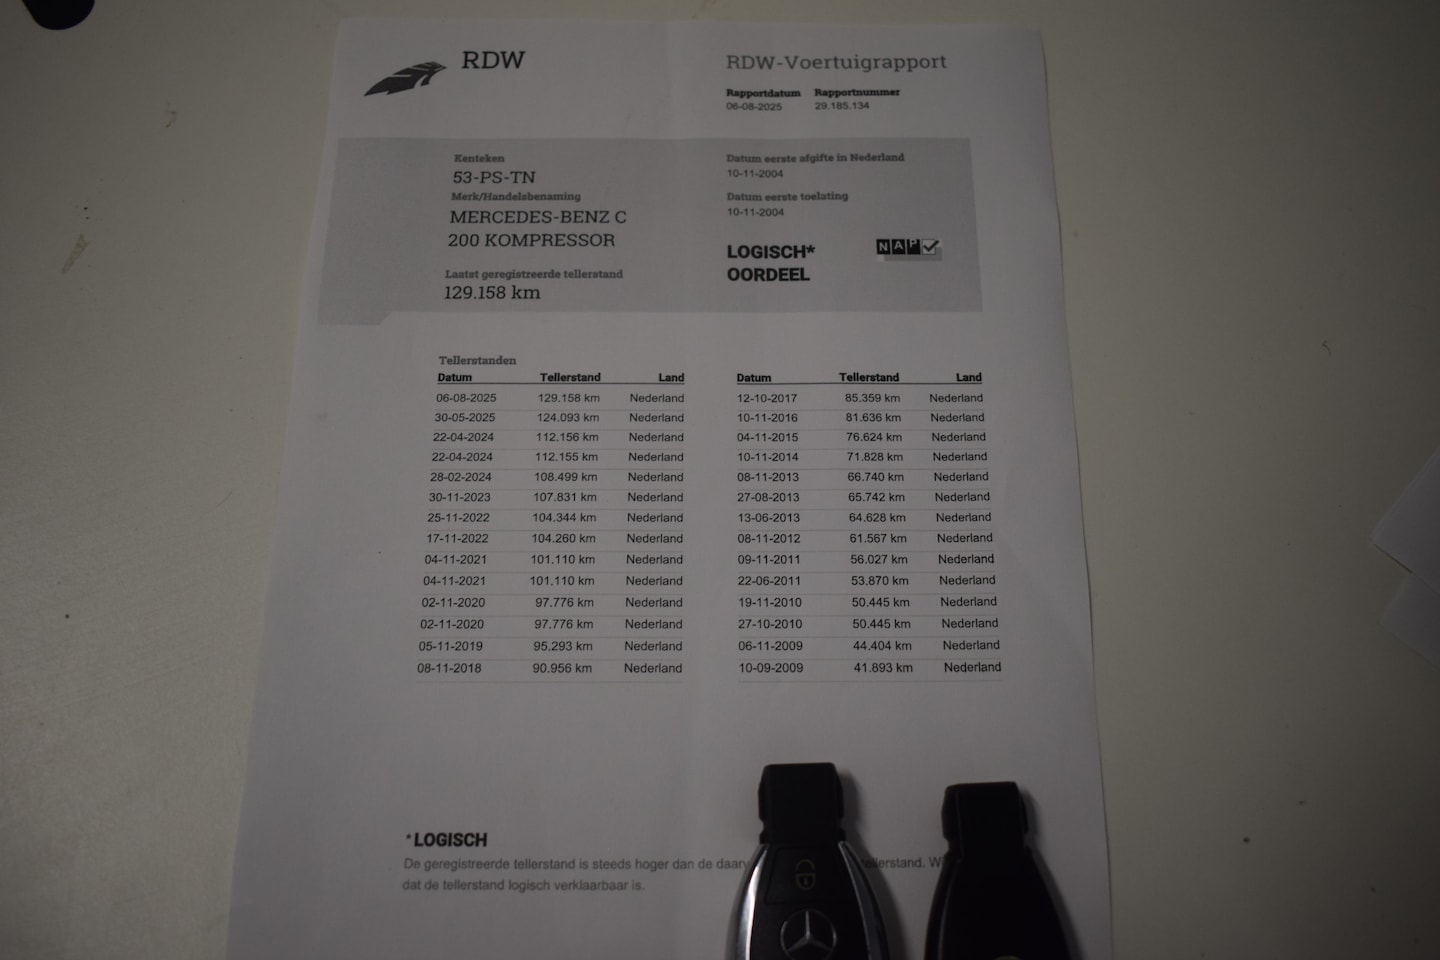 RDW
RDW-Voertuigrapport
Rapportdatum Rapportnummer
06-08-2025 29.185.134
Kenteken
53-PS-TN
Merk/Handelsbenaming
MERCEDES-BENZ C
200 KOMPRESSOR
Laatst geregistreerde tellerstand
129.158 km
Datum eerste afgifte in Nederland
10-11-2004
Datum eerste toelating
10-11-2004
LOGISCH*
OORDEEL
NAP
Tellerstanden
Datum Tellerstand Land
06-08-2025 129.158 km Nederland
30-05-2025 124.093 km Nederland
22-04-2024 112.156 km Nederland
22-04-2024 112.155 km Nederland
28-02-2024 108.499 km Nederland
30-11-2023 107.831 km Nederland
25-11-2022 104.344 km Nederland
17-11-2022 104.260 km Nederland
04-11-2021 101.110 km Nederland
04-11-2021 101.110 km Nederland
02-11-2020 97.776 km Nederland
02-11-2020 97.776 km Nederland
05-11-2019 95.293 km Nederland
08-11-2018 90.956 km Nederland
Datum Tellerstand Land
12-10-2017 85.359 km Nederland
10-11-2016 81.636 km Nederland
04-11-2015 76.624 km Nederland
10-11-2014 71.828 km Nederland
08-11-2013 66.740 km Nederland
27-08-2013 65.742 km Nederland
13-06-2013 64.628 km Nederland
08-11-2012 61.567 km Nederland
09-11-2011 56.027 km Nederland
22-06-2011 53.870 km Nederland
19-11-2010 50.445 km Nederland
27-10-2010 50.445 km Nederland
06-11-2009 44.404 km Nederland
10-09-2009 41.893 km Nederland
*LOGISCH
De geregistreerde tellerstand is steeds hoger dan de
dat de tellerstand logisch verklaarbaar is.